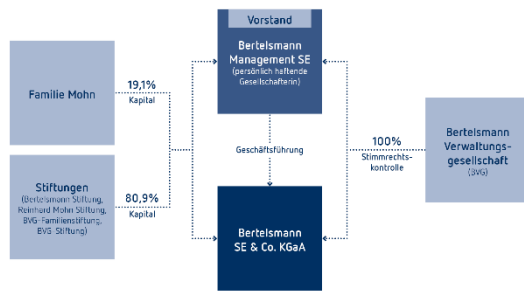 Vorstand
Bertelsmann
Management SE
(persönlich haftende
Gesellschafterin)
Familie Mohn
19,1%
Kapital
Geschäftsführung
100%
Stimmrechts-
kontrolle
Bertelsmann
Verwaltungs-
gesellschaft
(BVG)
Stiftungen
(Bertelsmann Stiftung,
Reinhard Mohn Stiftung,
BVG-Familienstiftung,
BVG-Stiftung)
80,9%
Kapital
Bertelsmann
SE & Co. KGaA